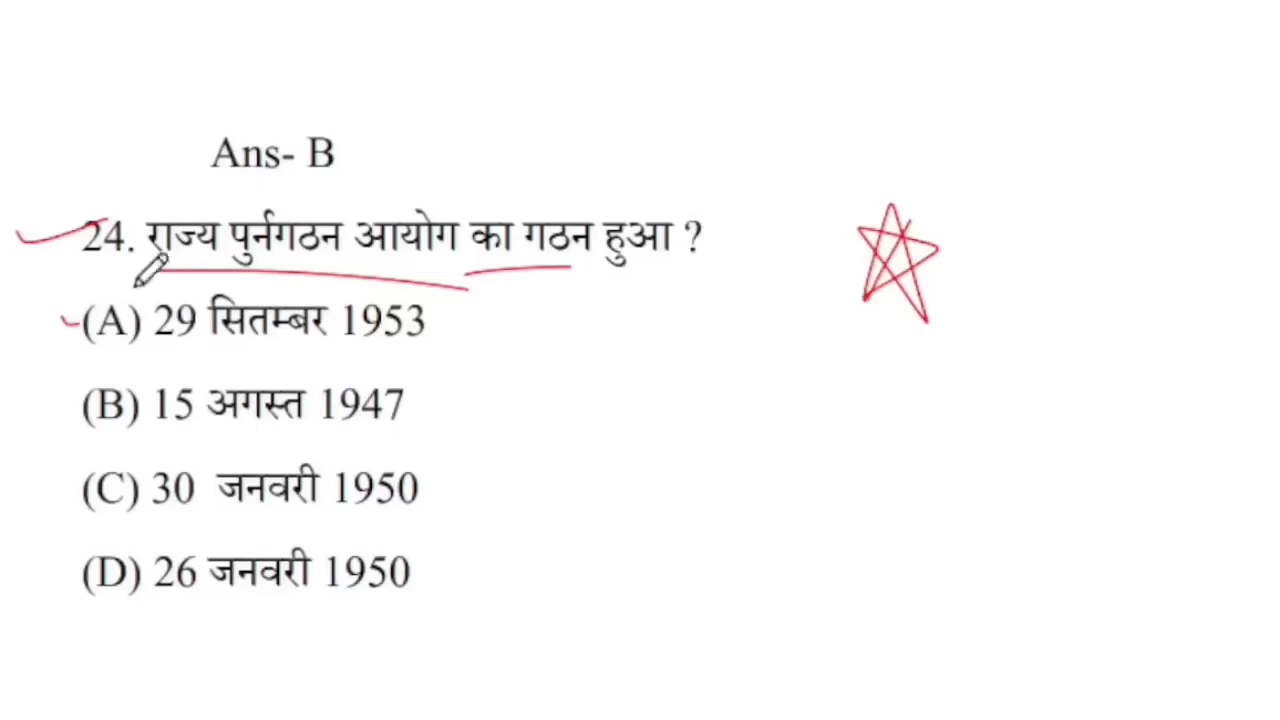 Ans- B
24. राज्य पुर्नगठन आयोग का गठन हुआ ?
(A) 29 सितम्बर 1953
(B) 15 अगस्त 1947
(C) 30 जनवरी 1950
(D) 26 जनवरी 1950